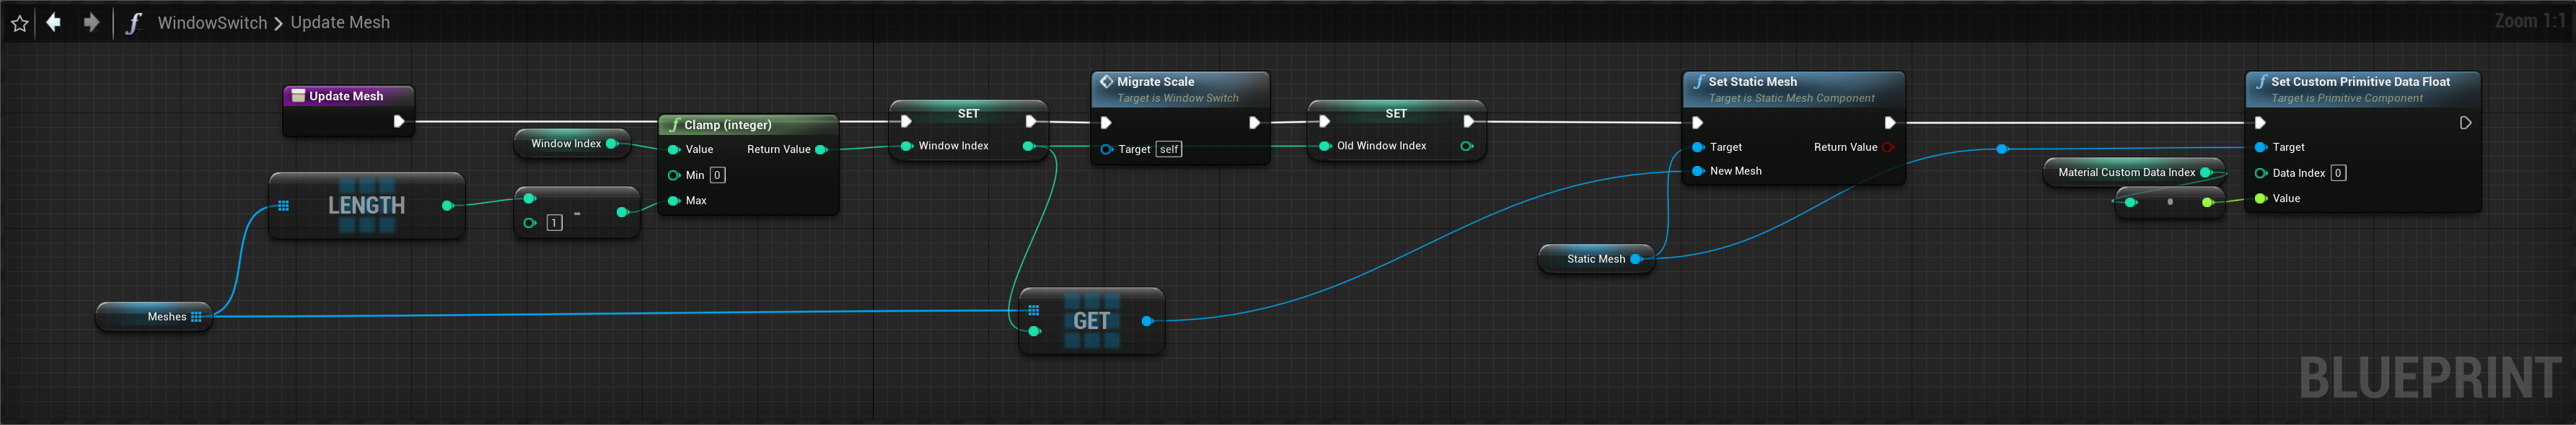 WindowSwitch > Update Mesh
Zoom 1:1
Update Mesh
Window Index
LENGTH
1
-
Meshes
Clamp (integer)
Value
Return Value
Min 0
Max
SET
Window Index
Migrate Scale
Target is Window Switch
Target self
SET
Old Window Index
GET
Static Mesh
Set Static Mesh
Target is Static Mesh Component
Target
Return Value
New Mesh
Material Custom Data Index
Set Custom Primitive Data Float
Target is Primitive Component
Target
Data Index 0
Value
BLUEPRINT